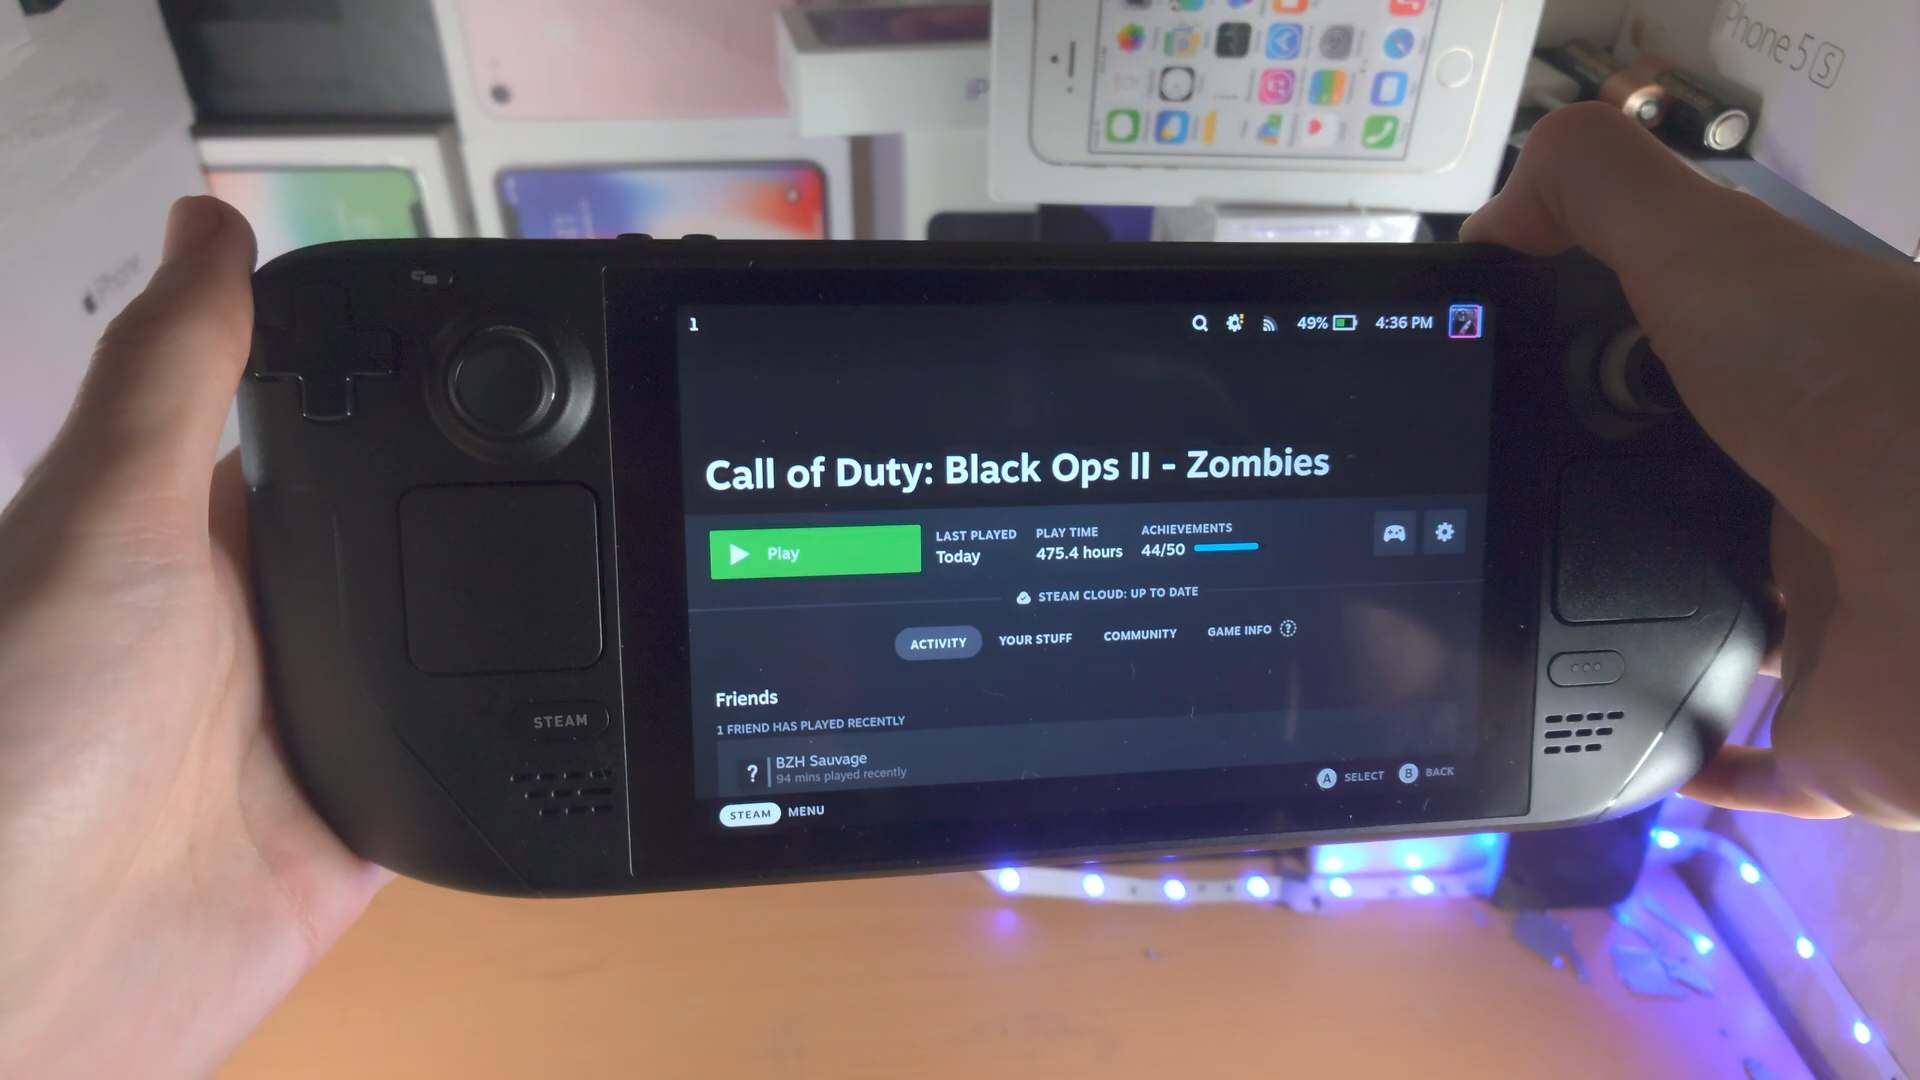 iPhone 5 S
iPhone
1
49%
4:36 PM
Call of Duty: Black Ops II - Zombies
Play
LAST PLAYED
Today
PLAY TIME
475.4 hours
ACHIEVEMENTS
44/50
STEAM CLOUD: UP TO DATE
ACTIVITY
YOUR STUFF
COMMUNITY
GAME INFO
?
Friends
1 FRIEND HAS PLAYED RECENTLY
?
BZH Sauvage
94 mins played recently
A SELECT
B BACK
STEAM MENU
STEAM